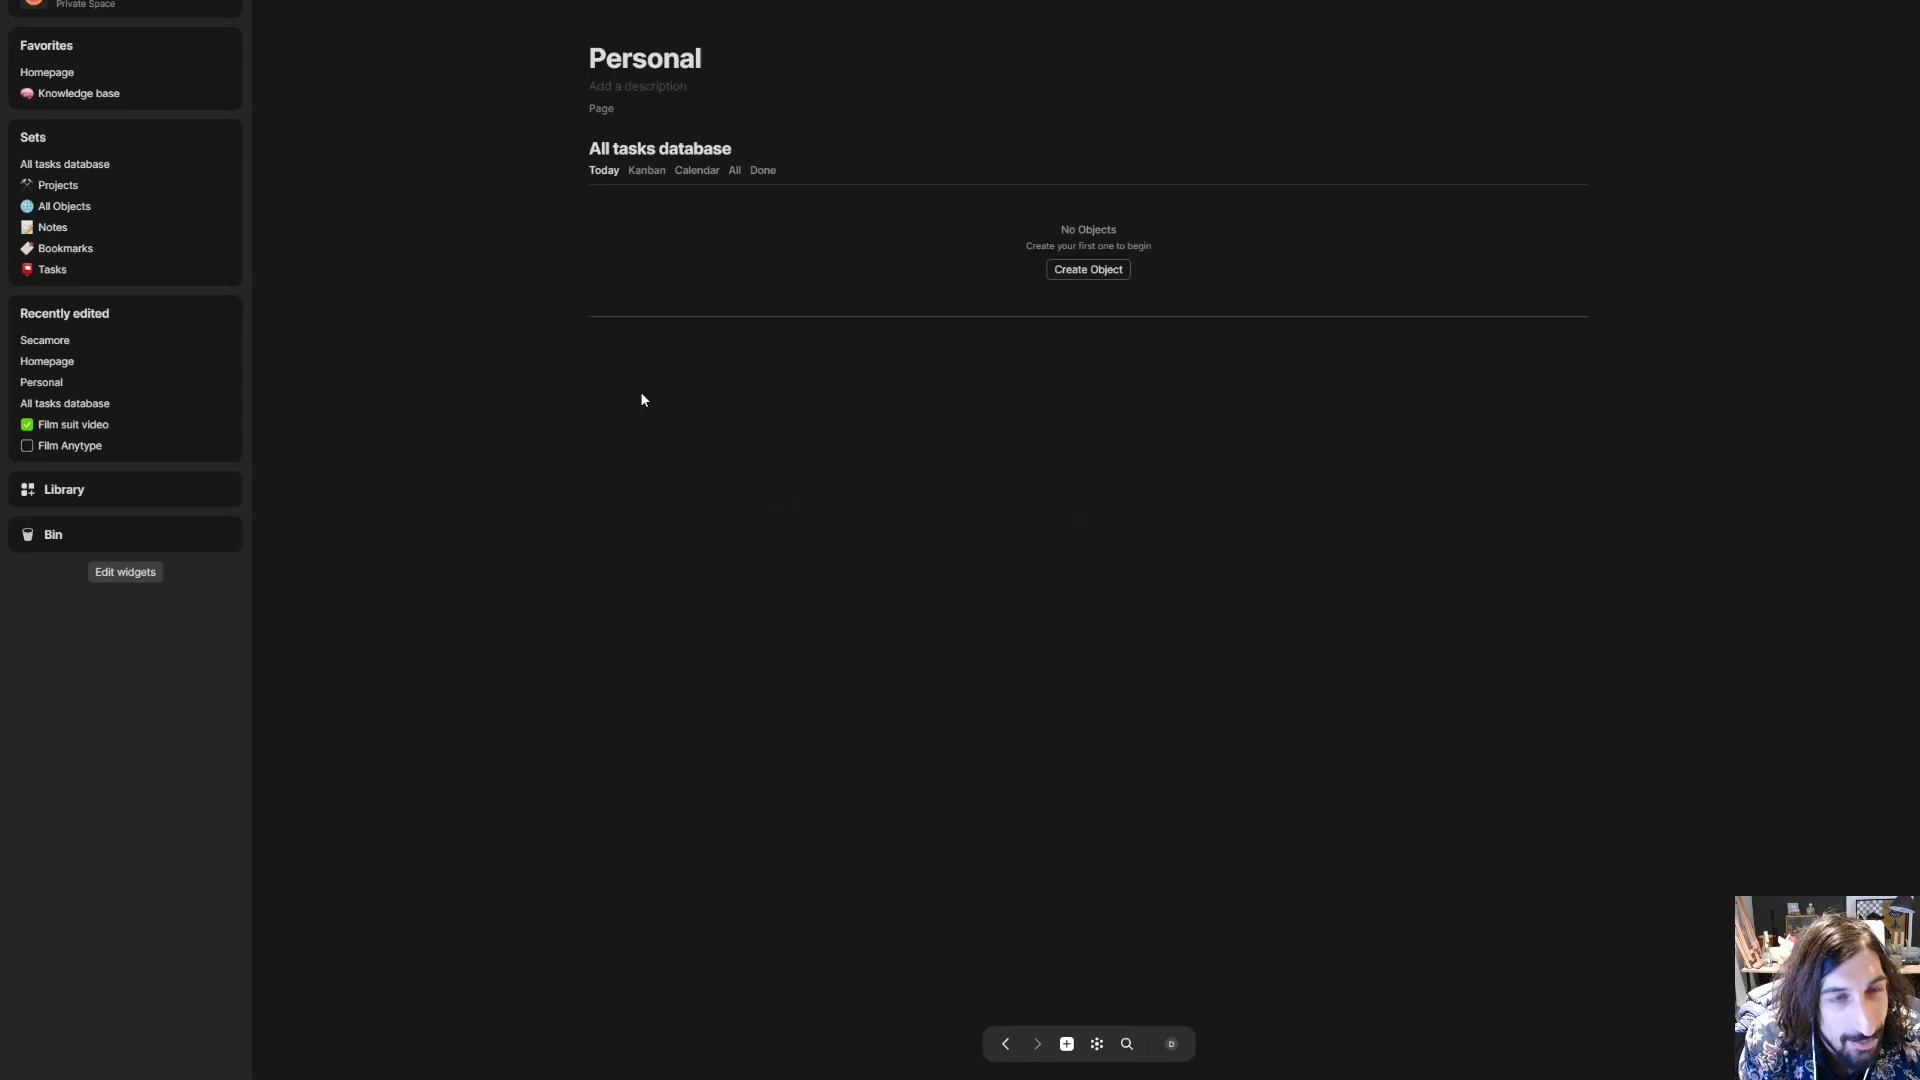 Private Space
Favorites
Homepage
Knowledge base
Sets
All tasks database
Projects
All Objects
Notes
Bookmarks
Tasks
Recently edited
Secamore
Homepage
Personal
All tasks database
Film suit video
Film Anytype
Library
Bin
Edit widgets
Personal
Add a description
Page
All tasks database
Today Kanban Calendar All Done
No Objects
Create your first one to begin
Create Object
D